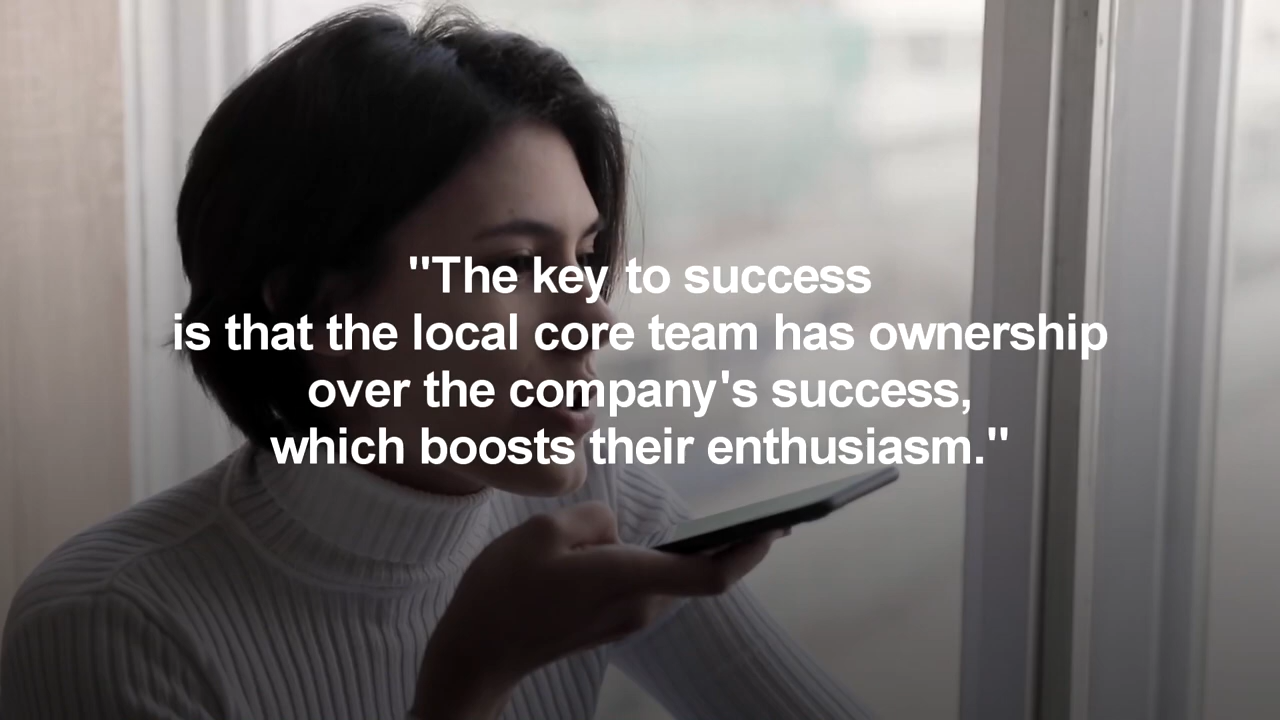 "The key to success
is that the local core team has ownership
over the company's success,
which boosts their enthusiasm."